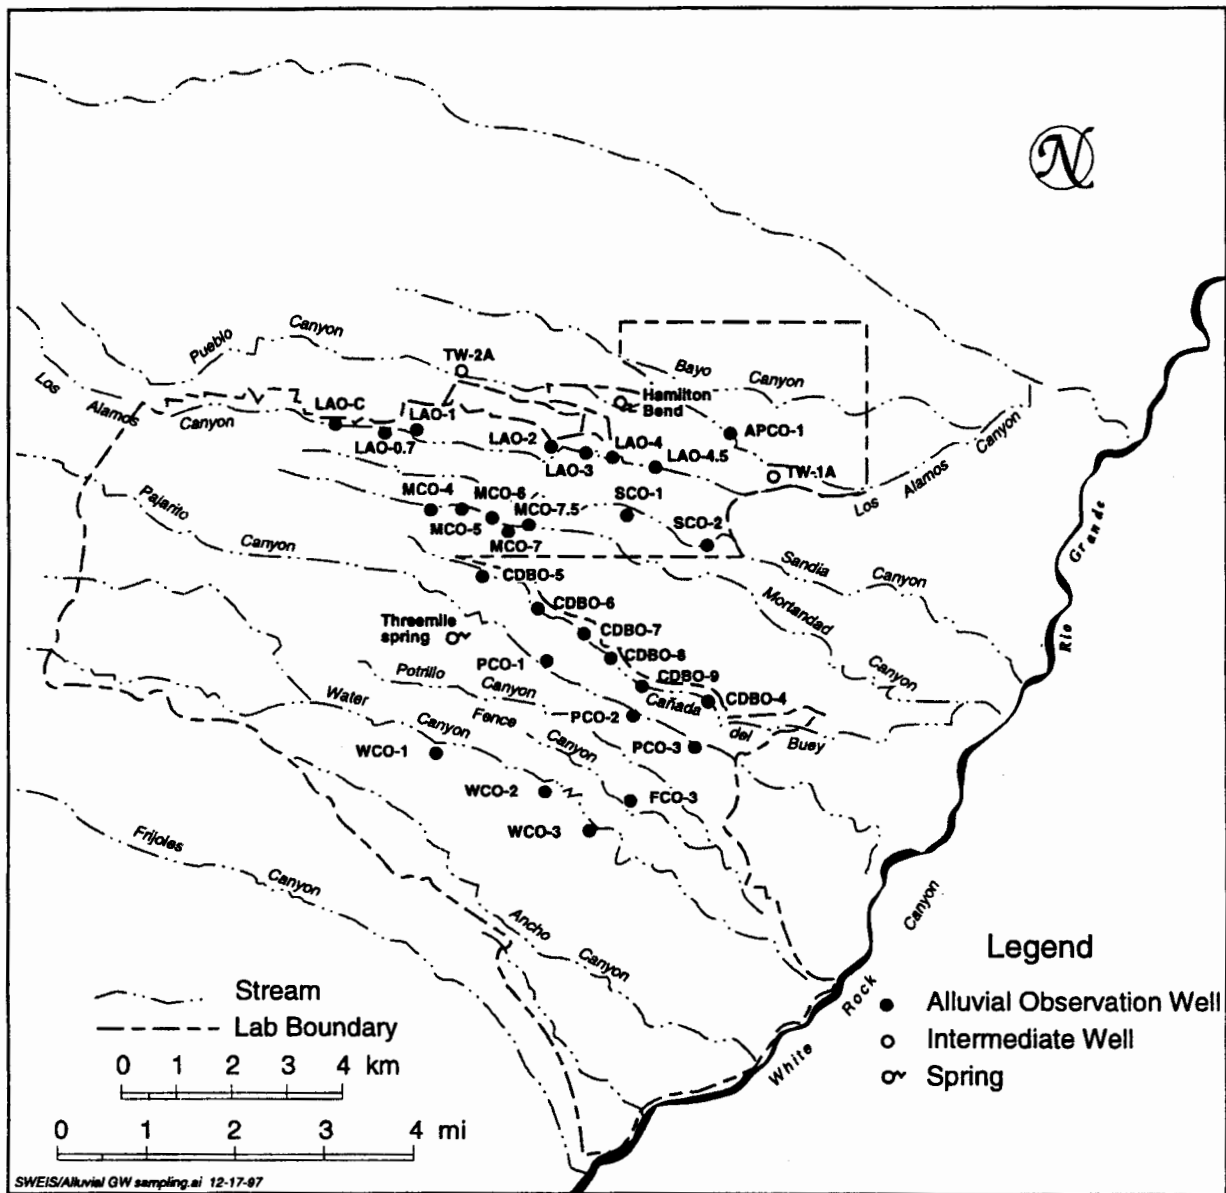 N
Pueblo Canyon
TW-2A
Bayo Canyon
Hamilton
Bend
Los Alamos Canyon
LAO-C
LAO-1
LAO-0.7
LAO-2
LAO-3
LAO-4
LAO-4.5
APCO-1
TW-1A
Los Alamos Canyon
MCO-4
MCO-6
MCO-5
MCO-7.5
MCO-7
SCO-1
SCO-2
Pajarito Canyon
Sandia Canyon
Mortandad Canyon
CDBO-5
CDBO-6
CDBO-7
CDBO-8
CDBO-9
CDBO-4
Threemile
spring
PCO-1
Potrillo Canyon
PCO-2
Cañada del Buey
PCO-3
Water Canyon
Fence Canyon
WCO-1
WCO-2
FCO-3
WCO-3
Frijoles Canyon
Ancho Canyon
Rio Grande
White Rock Canyon
Legend
Alluvial Observation Well
Intermediate Well
Spring
Stream
Lab Boundary
0 1 2 3 4 km
0 1 2 3 4 mi
SWEIS/Alluvial GW sampling.ai 12-17-97